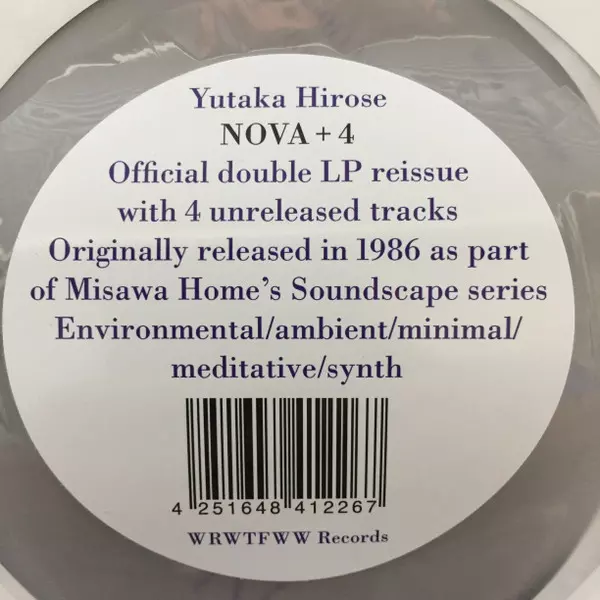 Yutaka Hirose
NOVA + 4
Official double LP reissue
with 4 unreleased tracks
Originally released in 1986 as part
of Misawa Home's Soundscape series
Environmental/ambient/minimal/
meditative/synth
4 251648 412267
WRWTFWW Records